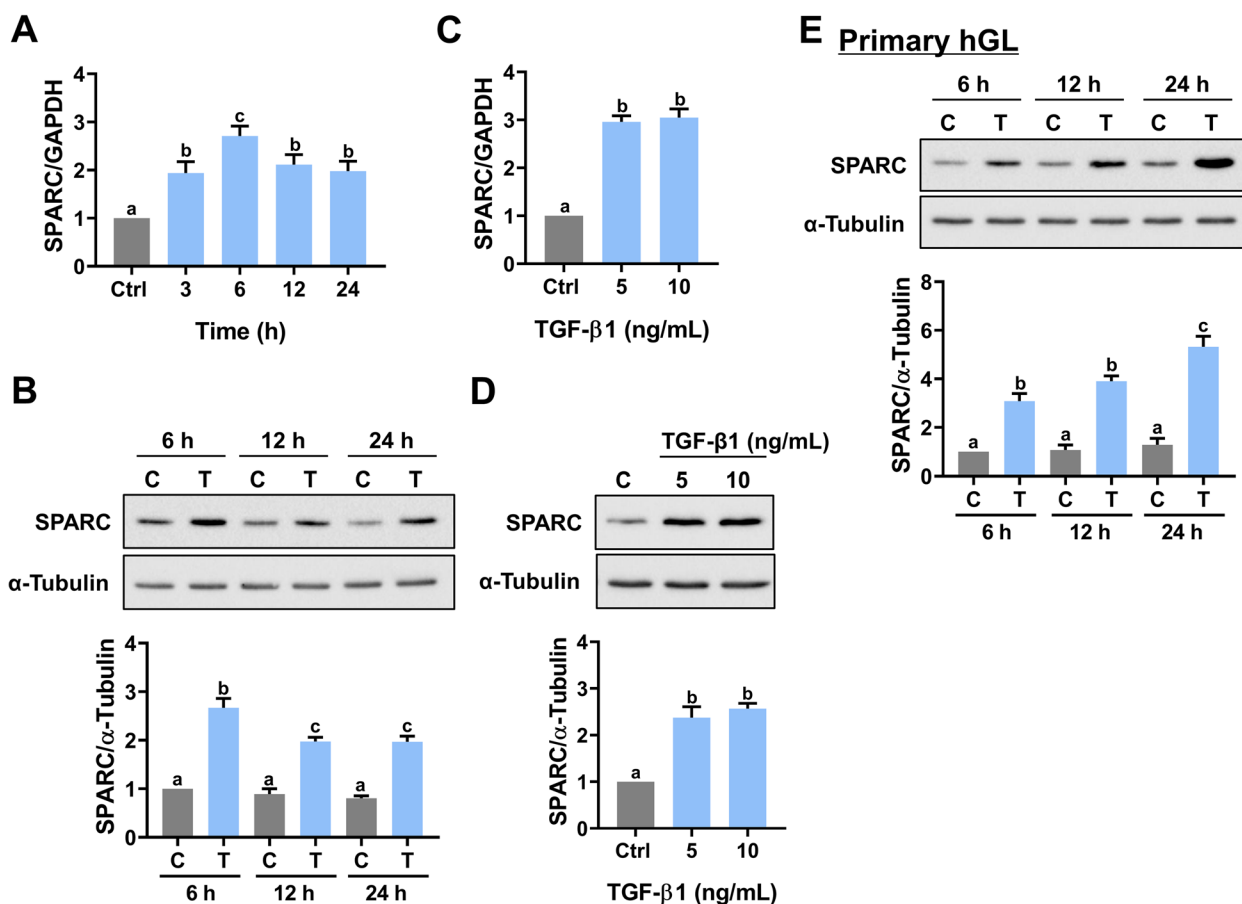 A
SPARC/GAPDH
4
3
2
1
0
a
b
c
b
b
Ctrl 3 6 12 24
Time (h)
B
6 h 12 h 24 h
C T C T C T
SPARC
α-Tubulin
SPARC/α-Tubulin
4
3
2
1
0
a
b
a
c
a
c
C T C T C T
6 h 12 h 24 h
C
SPARC/GAPDH
4
3
2
1
0
a
b
b
Ctrl 5 10
TGF-β1 (ng/mL)
D
TGF-β1 (ng/mL)
C 5 10
SPARC
α-Tubulin
SPARC/α-Tubulin
4
3
2
1
0
a
b
b
Ctrl 5 10
TGF-β1 (ng/mL)
E Primary hGL
6 h 12 h 24 h
C T C T C T
SPARC
α-Tubulin
SPARC/α-Tubulin
8
6
4
2
0
a
b
a
b
a
c
C T C T C T
6 h 12 h 24 h